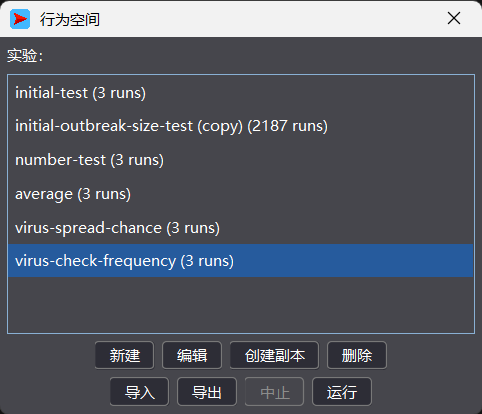 行为空间
实验：
initial-test (3 runs)
initial-outbreak-size-test (copy) (2187 runs)
number-test (3 runs)
average (3 runs)
virus-spread-chance (3 runs)
virus-check-frequency (3 runs)
新建 编辑 创建副本 删除
导入 导出 中止 运行